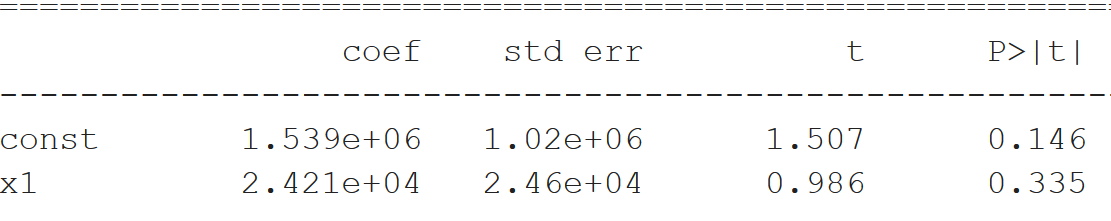 ==============================================================
coef std err t P>|t|
--------------------------------------------------------------
const 1.539e+06 1.02e+06 1.507 0.146
x1 2.421e+04 2.46e+04 0.986 0.335